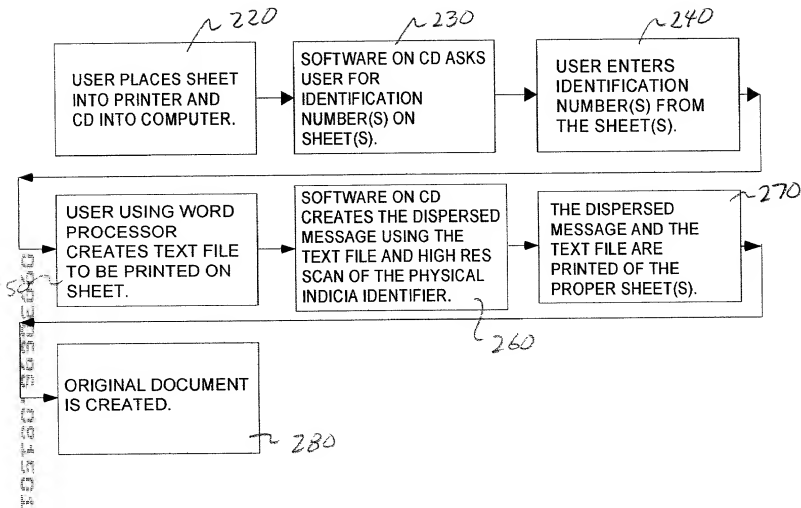 220
230
240
USER PLACES SHEET
INTO PRINTER AND
CD INTO COMPUTER.
SOFTWARE ON CD ASKS
USER FOR
IDENTIFICATION
NUMBER(S) ON
SHEET(S).
USER ENTERS
IDENTIFICATION
NUMBER(S) FROM
THE SHEET(S).
USER USING WORD
PROCESSOR
CREATES TEXT FILE
TO BE PRINTED ON
SHEET.
SOFTWARE ON CD
CREATES THE DISPERSED
MESSAGE USING THE
TEXT FILE AND HIGH RES
SCAN OF THE PHYSICAL
INDICIA IDENTIFIER.
THE DISPERSED
MESSAGE AND THE
TEXT FILE ARE
PRINTED OF THE
PROPER SHEET(S).
270
260
ORIGINAL DOCUMENT
IS CREATED.
280